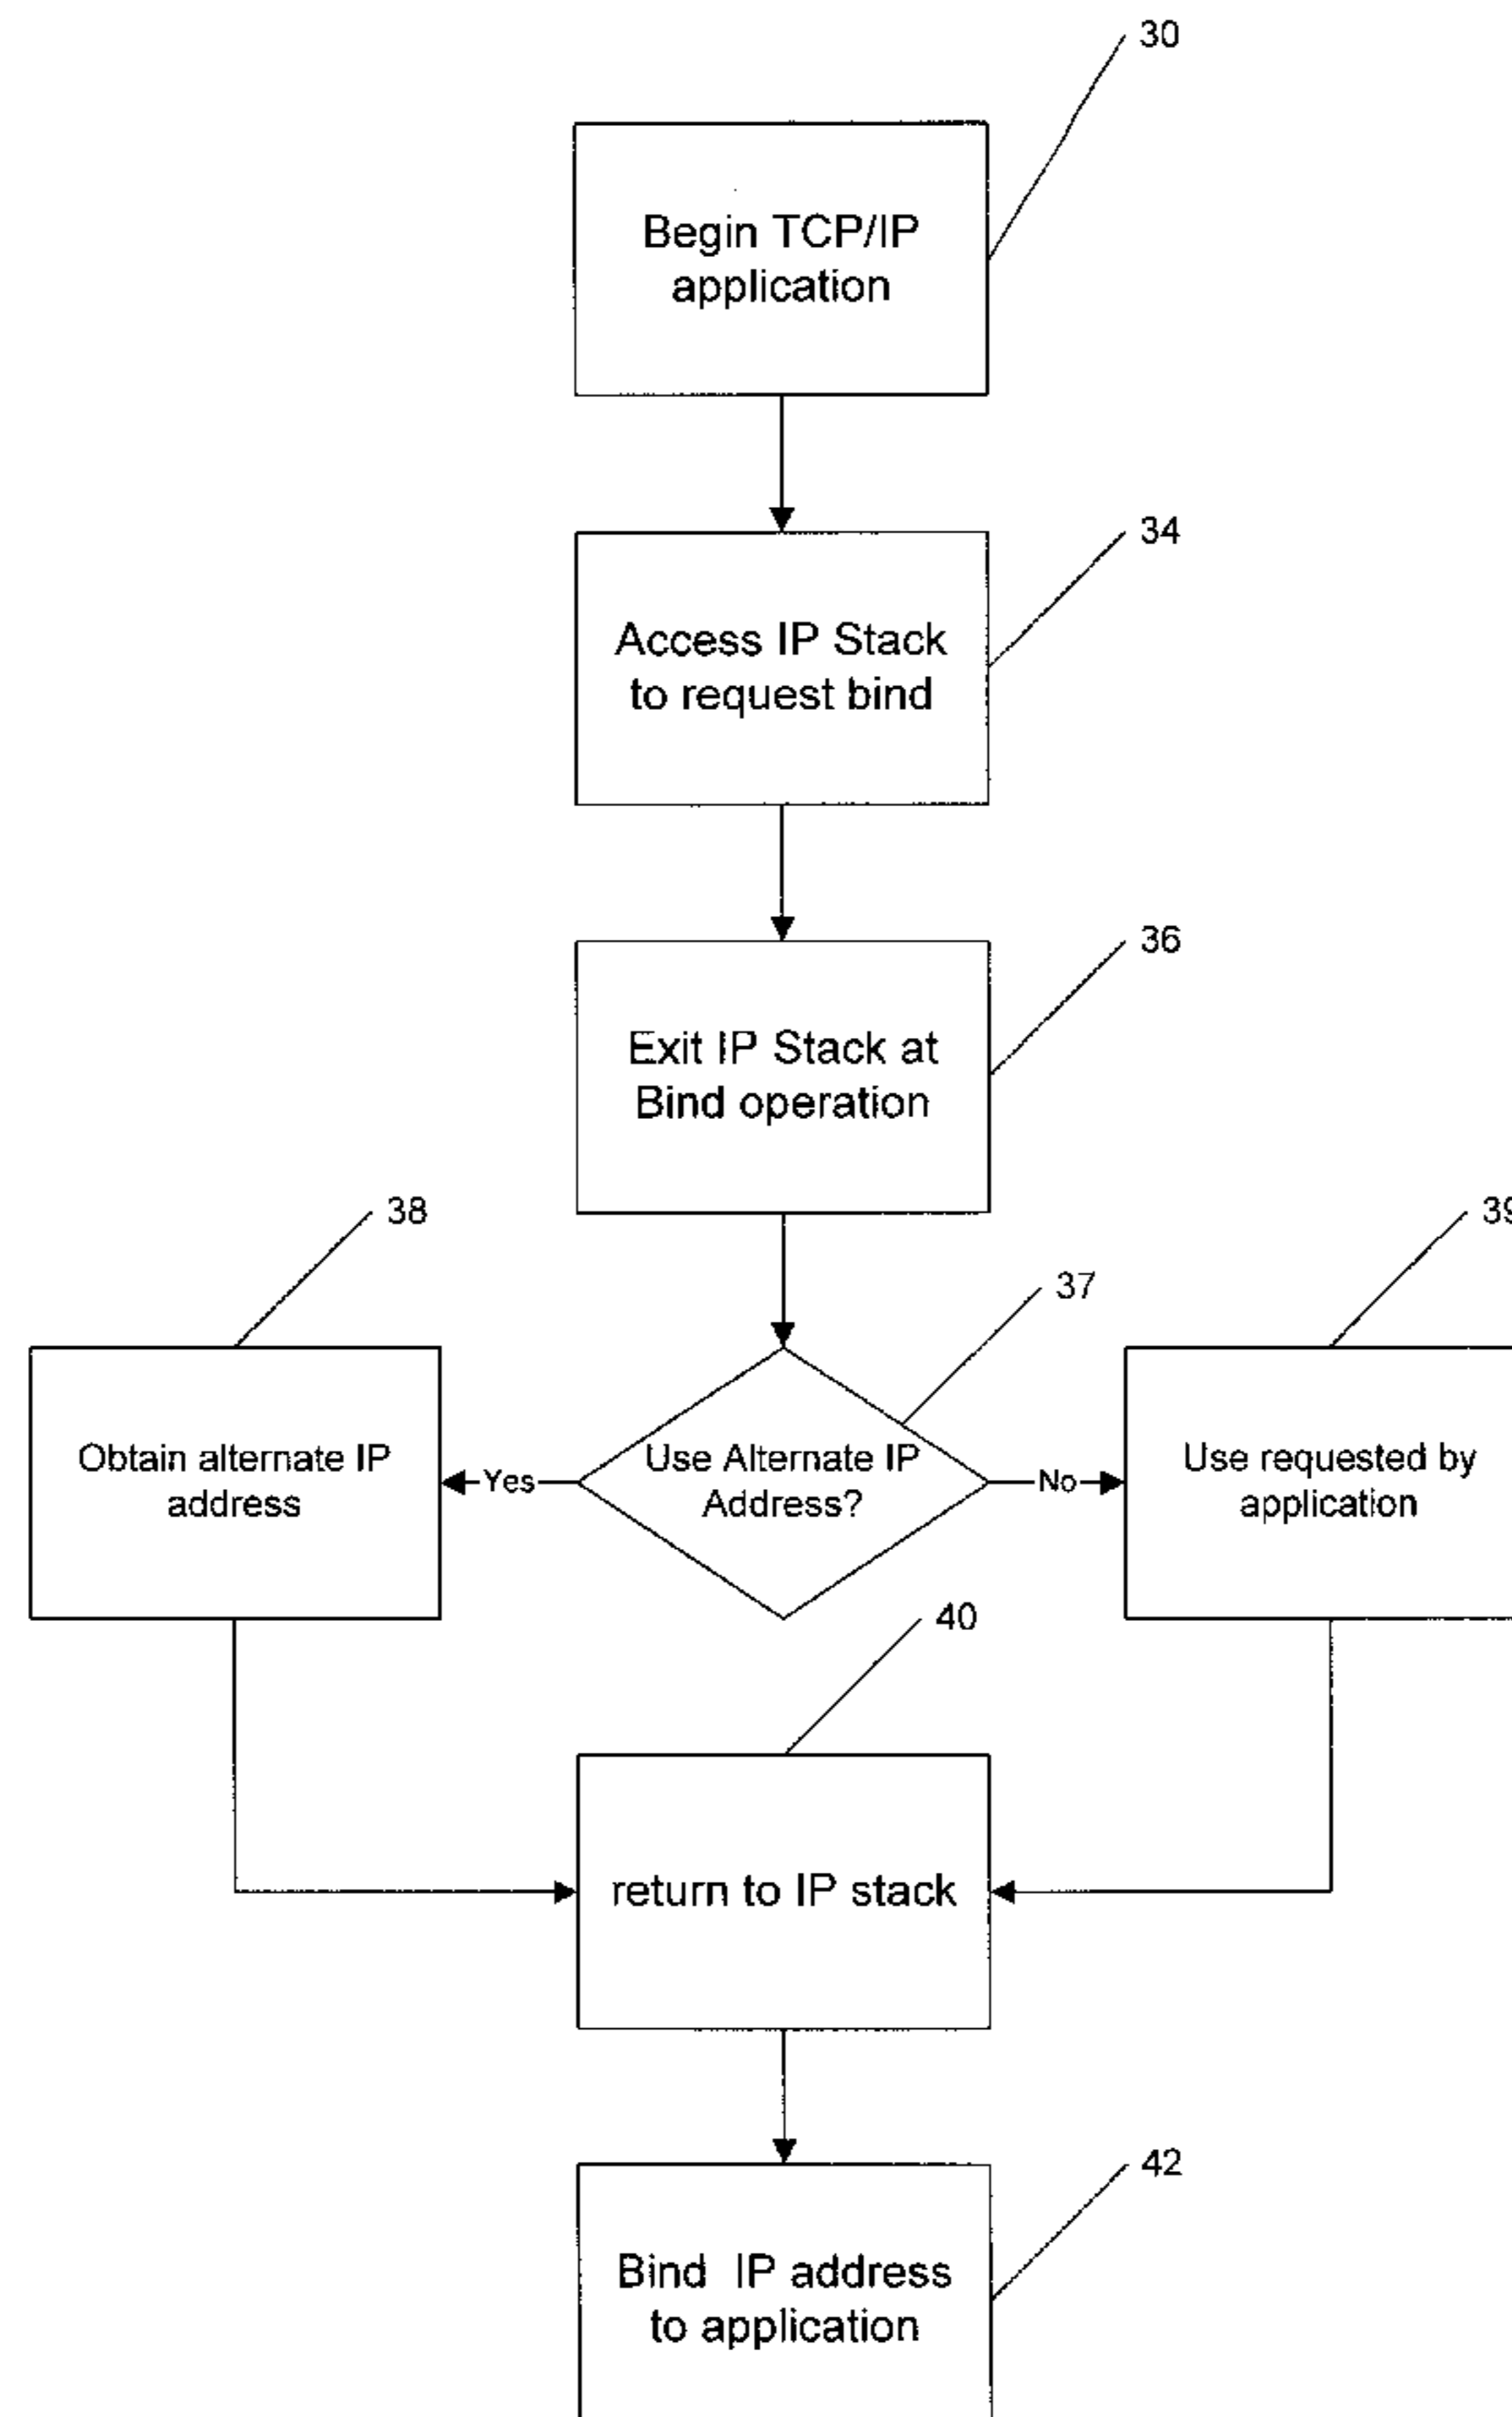 30
Begin TCP/IP
application
34
Access IP Stack
to request bind
36
Exit IP Stack at
Bind operation
38
39
37
Obtain alternate IP
address
Yes
Use Alternate IP
Address?
No
Use requested by
application
40
return to IP stack
42
Bind IP address
to application